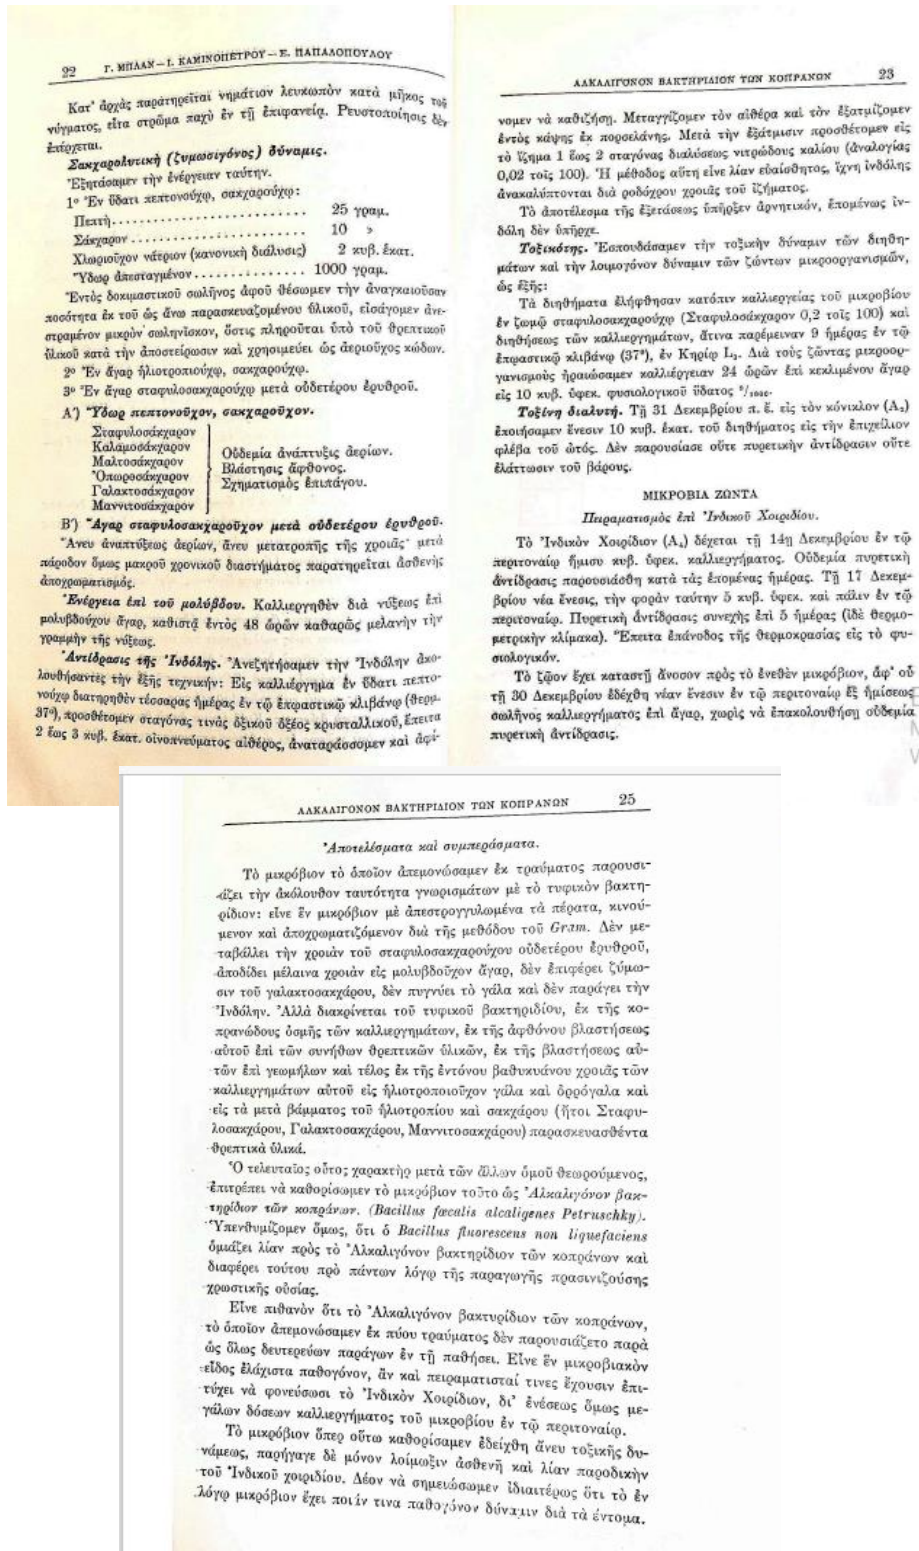 22 Γ. ΜΠΛΑΝ — Ι. ΚΑΜΙΝΟΠΕΤΡΟΥ — Ε. ΠΑΠΑΔΟΠΟΥΛΟΥ
Κατ' ἀρχὰς παρατηρεῖται νημάτιον λευκωπὸν κατὰ μῆκος τοῦ
νύγματος, εἶτα στρῶμα παχὺ ἐν τῇ ἐπιφανείᾳ. Ρευστοποίησις δὲν
ἐπέρχεται.
Σακχαρολυτικὴ (ζυμωσιγόνος) δύναμις.
Ἐξητάσαμεν τὴν ἐνέργειαν ταύτην.
1ο Ἐν ὕδατι πεπτονούχῳ, σακχαρούχῳ:
Πεπτὴ............................ 25 γραμ.
Σάκχαρον......................... 10 »
Χλωριοῦχον νάτριον (κανονικὴ διάλυσις) 2 κυβ. ἑκατ.
Ὕδωρ ἀπεσταγμένον.............. 1000 γραμ.
Ἐντὸς δοκιμαστικοῦ σωλῆνος ἀφοῦ θέσωμεν τὴν ἀναγκαιοῦσαν
ποσότητα ἐκ τοῦ ὡς ἄνω παρασκευαζομένου ὑλικοῦ, εἰσάγομεν ἀνε-
στραμένον μικρὸν σωληνίσκον, ὅστις πληροῦται ὑπὸ τοῦ θρεπτικοῦ
ὑλικοῦ κατὰ τὴν ἀποστείρωσιν καὶ χρησιμεύει ὡς ἀεριοῦχος κώδων.
2ο Ἐν ἄγαρ ἡλιοτροπιούχῳ, σακχαρούχῳ.
3ο Ἐν ἄγαρ σταφυλοσακχαρούχῳ μετὰ οὐδετέρου ἐρυθροῦ.
Α') Ὕδωρ πεπτονοῦχον, σακχαροῦχον.
Σταφυλοσάκχαρον
Καλαμοσάκχαρον
Μαλτοσάκχαρον
Ὀπωροσάκχαρον
Γαλακτοσάκχαρον
Μαννιτοσάκχαρον
Οὐδεμία ἀνάπτυξις ἀερίων.
Βλάστησις ἄφθονος.
Σχηματισμὸς ἐπιπάγου.
Β') Ἄγαρ σταφυλοσακχαροῦχον μετὰ οὐδετέρου ἐρυθροῦ.
Ἄνευ ἀναπτύξεως ἀερίων, ἄνευ μετατροπῆς τῆς χροιᾶς· μετὰ
πάροδον ὅμως μακροῦ χρονικοῦ διαστήματος παρατηρεῖται ἀσθενὴς
ἀποχρωματισμός.
Ἐνέργεια ἐπὶ τοῦ μολύβδου. Καλλιεργηθὲν διὰ νύξεως ἐπὶ
μολυβδούχου ἄγαρ, καθιστᾷ ἐντὸς 48 ὡρῶν καθαρῶς μελανὴν τὴν
γραμμὴν τῆς νύξεως.
Ἀντίδρασις τῆς Ἰνδόλης. Ἀνεζητήσαμεν τὴν Ἰνδόλην ἀκο-
λουθήσαντες τὴν ἑξῆς τεχνικήν: Εἰς καλλιέργημα ἐν ὕδατι πεπτο-
νούχῳ διατηρηθὲν τέσσαρας ἡμέρας ἐν τῷ ἐπῳαστικῷ κλιβάνῳ (θερμ.
37º), προσθέτομεν σταγόνας τινὰς ὀξικοῦ ὀξέος κρυσταλλικοῦ, ἔπειτα
2 ἕως 3 κυβ. ἑκατ. οἰνοπνεύματος αἰθέρος, ἀναταράσσομεν καὶ ἀφί-
ΑΛΚΑΛΙΓΟΝΟΝ ΒΑΚΤΗΡΙΔΙΟΝ ΤΩΝ ΚΟΠΡΑΝΩΝ 23
νομεν νὰ καθιζήσῃ. Μεταγγίζομεν τὸν αἰθέρα καὶ τὸν ἐξατμίζομεν
ἐντὸς κάψης ἐκ πορσελάνης. Μετὰ τὴν ἐξάτμισιν προσθέτομεν εἰς
τὸ ἵζημα 1 ἕως 2 σταγόνας διαλύσεως νιτρώδους καλίου (ἀναλογίας
0,02 τοῖς 100). Ἡ μέθοδος αὕτη εἶνε λίαν εὐαίσθητος, ἴχνη ἰνδόλης
ἀνακαλύπτονται διὰ ροδόχρου χροιᾶς τοῦ ἱζήματος.
Τὸ ἀποτέλεσμα τῆς ἐξετάσεως ὑπῆρξεν ἀρνητικόν, ἑπομένως ἰν-
δόλη δὲν ὑπῆρχε.
Τοξικότης. Ἐσπουδάσαμεν τὴν τοξικὴν δύναμιν τῶν διηθη-
μάτων καὶ τὴν λοιμογόνον δύναμιν τῶν ζώντων μικροοργανισμῶν,
ὡς ἑξῆς:
Τὰ διηθήματα ἐλήφθησαν κατόπιν καλλιεργείας τοῦ μικροβίου
ἐν ζωμῷ σταφυλοσακχαρούχῳ (Σταφυλοσάκχαρον 0,2 τοῖς 100) καὶ
διηθήσεως τῶν καλλιεργημάτων, ἅτινα παρέμειναν 9 ἡμέρας ἐν τῷ
ἐπῳαστικῷ κλιβάνῳ (37º), ἐν Κηρίῳ L₃. Διὰ τοὺς ζῶντας μικροορ-
γανισμοὺς ἠραιώσαμεν καλλιέργειαν 24 ὡρῶν ἐπὶ κεκλιμένου ἄγαρ
εἰς 10 κυβ. ὑφεκ. φυσιολογικοῦ ὕδατος ⁹/₁₀₀₀.
Τοξίνη διαλυτή. Τῇ 31 Δεκεμβρίου π. ἔ. εἰς τὸν κόνικλον (Α₂)
ἐποιήσαμεν ἔνεσιν 10 κυβ. ἑκατ. τοῦ διηθήματος εἰς τὴν ἐπιχείλιον
φλέβα τοῦ ὠτός. Δὲν παρουσίασε οὔτε πυρετικὴν ἀντίδρασιν οὔτε
ἐλάττωσιν τοῦ βάρους.
ΜΙΚΡΟΒΙΑ ΖΩΝΤΑ
Πειραματισμὸς ἐπὶ Ἰνδικοῦ Χοιριδίου.
Τὸ Ἰνδικὸν Χοιρίδιον (Α₄) δέχεται τῇ 14ῃ Δεκεμβρίου ἐν τῷ
περιτοναίῳ ἥμισυ κυβ. ὑφεκ. καλλιεργήματος. Οὐδεμία πυρετικὴ
ἀντίδρασις παρουσιάσθη κατὰ τὰς ἑπομένας ἡμέρας. Τῇ 17 Δεκεμ-
βρίου νέα ἔνεσις, τὴν φορὰν ταύτην 5 κυβ. ὑφεκ. καὶ πάλιν ἐν τῷ
περιτοναίῳ. Πυρετικὴ ἀντίδρασις συνεχὴς ἐπὶ 5 ἡμέρας (ἰδὲ θερμο-
μετρικὴν κλίμακα). Ἔπειτα ἐπάνοδος τῆς θερμοκρασίας εἰς τὸ φυ-
σιολογικόν.
Τὸ ζῷον ἔχει καταστῆ ἄνοσον πρὸς τὸ ἐνεθὲν μικρόβιον, ἀφ' οὗ
τῇ 30 Δεκεμβρίου ἐδέχθη νέαν ἔνεσιν ἐν τῷ περιτοναίῳ ἐξ ἡμίσεως
σωλῆνος καλλιεργήματος ἐπὶ ἄγαρ, χωρὶς νὰ ἐπακολουθήσῃ οὐδεμία
πυρετικὴ ἀντίδρασις.
ΑΛΚΑΛΙΓΟΝΟΝ ΒΑΚΤΗΡΙΔΙΟΝ ΤΩΝ ΚΟΠΡΑΝΩΝ 25
Ἀποτελέσματα καὶ συμπεράσματα.
Τὸ μικρόβιον τὸ ὁποῖον ἀπεμονώσαμεν ἐκ τραύματος παρουσι-
άζει τὴν ἀκόλουθον ταυτότητα γνωρισμάτων μὲ τὸ τυφικὸν βακτη-
ρίδιον: εἶνε ἓν μικρόβιον μὲ ἀπεστρογγυλωμένα τὰ πέρατα, κινού-
μενον καὶ ἀποχρωματιζόμενον διὰ τῆς μεθόδου τοῦ Gram. Δὲν με-
ταβάλλει τὴν χροιὰν τοῦ σταφυλοσακχαρούχου οὐδετέρου ἐρυθροῦ,
ἀποδίδει μέλαινα χροιὰν εἰς μολυβδοῦχον ἄγαρ, δὲν ἐπιφέρει ζύμω-
σιν τοῦ γαλακτοσακχάρου, δὲν πυγνύει τὸ γάλα καὶ δὲν παράγει τὴν
Ἰνδόλην. Ἀλλὰ διακρίνεται τοῦ τυφικοῦ βακτηριδίου, ἐκ τῆς κο-
πρανώδους ὀσμῆς τῶν καλλιεργημάτων, ἐκ τῆς ἀφθόνου βλαστήσεως
αὐτοῦ ἐπὶ τῶν συνήθων θρεπτικῶν ὑλικῶν, ἐκ τῆς βλαστήσεως αὐ-
τῶν ἐπὶ γεωμήλων καὶ τέλος ἐκ τῆς ἐντόνου βαθυκυάνου χροιᾶς τῶν
καλλιεργημάτων αὐτοῦ εἰς ἡλιοτροποιοῦχον γάλα καὶ ὀρρόγαλα καὶ
εἰς τὰ μετὰ βάμματος τοῦ ἡλιοτροπίου καὶ σακχάρου (ἤτοι Σταφυ-
λοσακχάρου, Γαλακτοσακχάρου, Μαννιτοσακχάρου) παρασκευασθέντα
θρεπτικὰ ὑλικά.
Ὁ τελευταῖος οὗτος χαρακτὴρ μετὰ τῶν ἄλλων ὁμοῦ θεωρούμενος,
ἐπιτρέπει νὰ καθορίσωμεν τὸ μικρόβιον τοῦτο ὡς Ἀλκαλιγόνον βακ-
τηρίδιον τῶν κοπράνων. (Bacillus fœcalis alcaligenes Petruschky).
Ὑπενθυμίζομεν ὅμως, ὅτι ὁ Bacillus fluorescens non liquefaciens
ὁμιάζει λίαν πρὸς τὸ Ἀλκαλιγόνον βακτηρίδιον τῶν κοπράνων καὶ
διαφέρει τούτου πρὸ πάντων λόγῳ τῆς παραγωγῆς πρασινιζούσης
χρωστικῆς οὐσίας.
Εἶνε πιθανὸν ὅτι τὸ Ἀλκαλιγόνον βακτυρίδιον τῶν κοπράνων,
τὸ ὁποῖον ἀπεμονώσαμεν ἐκ πύου τραύματος δὲν παρουσιάζετο παρὰ
ὡς ὅλως δευτερεύων παράγων ἐν τῇ παθήσει. Εἶνε ἓν μικροβιακὸν
εἶδος ἐλάχιστα παθογόνον, ἂν καὶ πειραματισταί τινες ἔχουσιν ἐπι-
τύχει νὰ φονεύσωσι τὸ Ἰνδικὸν Χοιρίδιον, δι' ἐνέσεως ὅμως με-
γάλων δόσεων καλλιεργήματος τοῦ μικροβίου ἐν τῷ περιτοναίῳ.
Τὸ μικρόβιον ὅπερ οὕτω καθορίσαμεν ἐδείχθη ἄνευ τοξικῆς δυ-
νάμεως, παρήγαγε δὲ μόνον λοίμωξιν ἀσθενῆ καὶ λίαν παροδικὴν
τοῦ Ἰνδικοῦ χοιριδίου. Δέον νὰ σημειώσωμεν ἰδιαιτέρως ὅτι τὸ ἐν
λόγῳ μικρόβιον ἔχει ποιάν τινα παθογόνον δύναμιν διὰ τὰ ἔντομα.